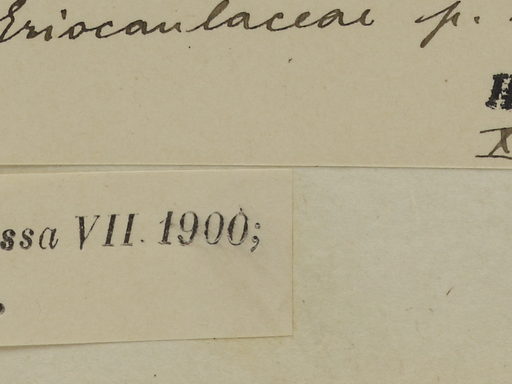 Eriocaulaceae p.
H
X
ssa VII. 1900;
.